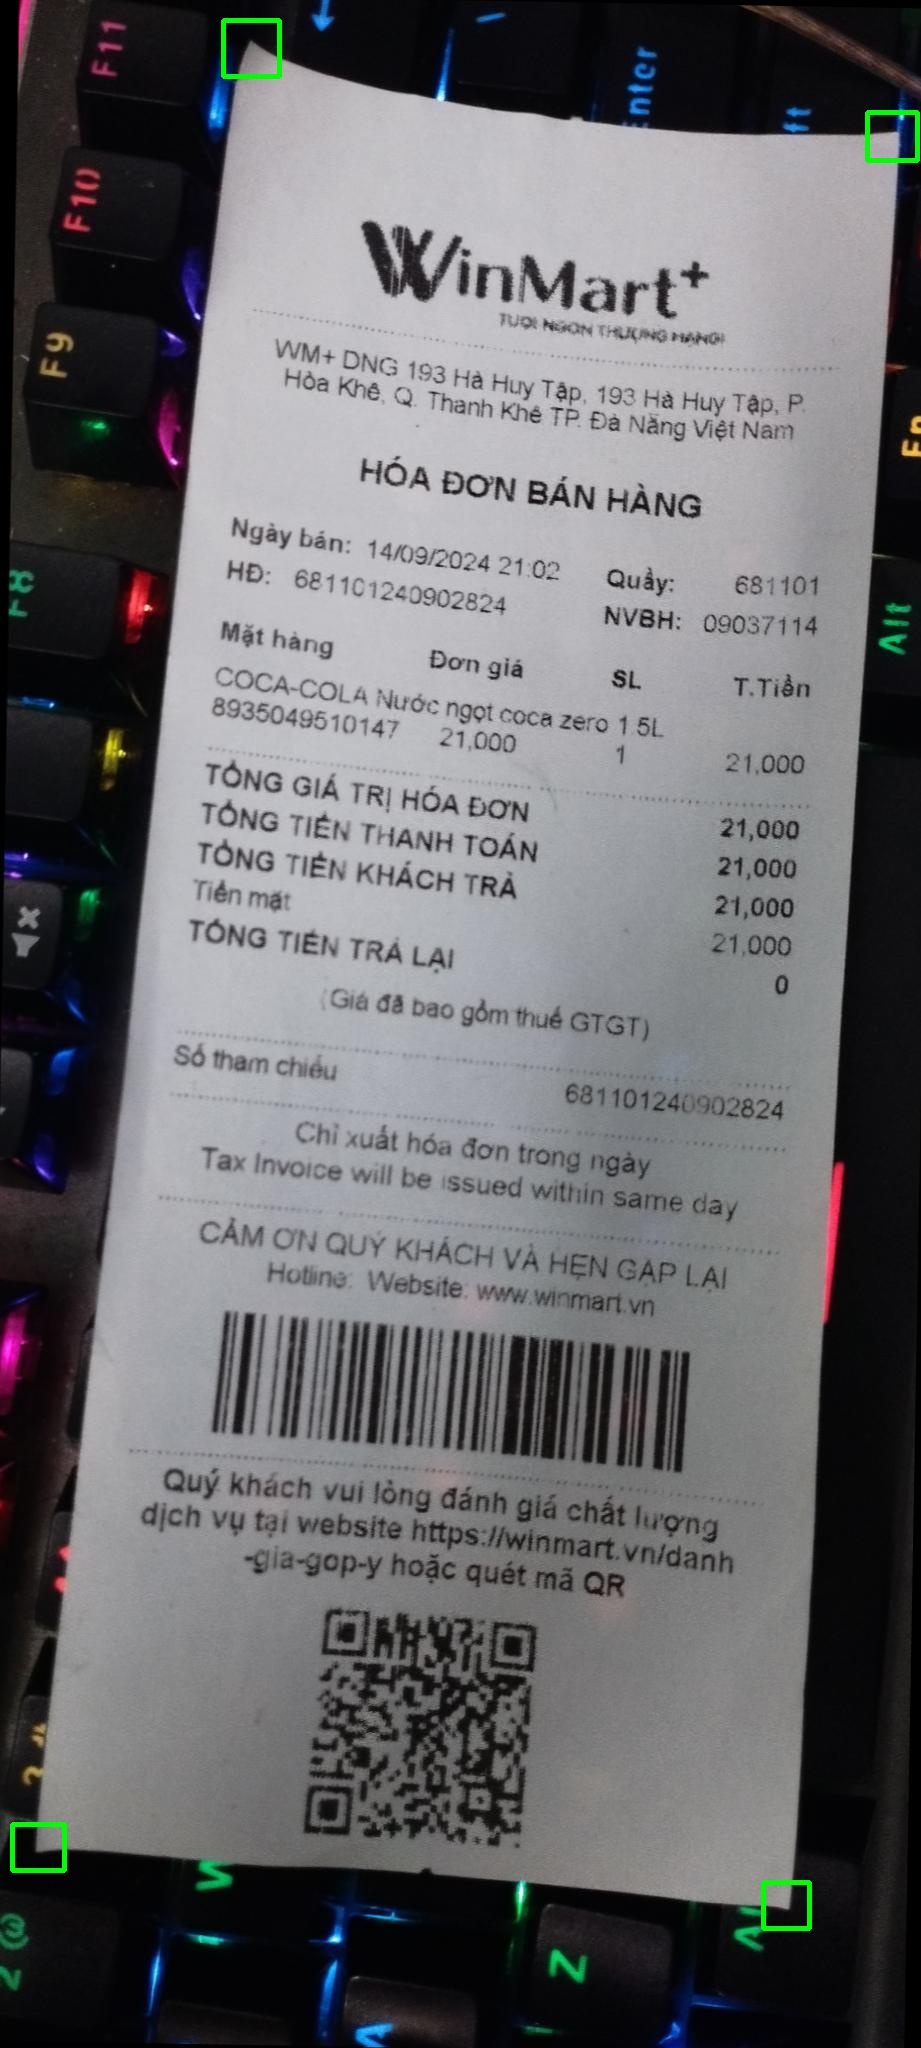 WinMart+
TƯƠI NGON THƯỢNG HẠNG!
WM+ DNG 193 Hà Huy Tập, 193 Hà Huy Tập, P.
Hòa Khê, Q. Thanh Khê TP. Đà Nẵng Việt Nam
HÓA ĐƠN BÁN HÀNG
Ngày bán: 14/09/2024 21:02 Quầy: 681101
HĐ: 681101240902824 NVBH: 09037114
Mặt hàng Đơn giá SL T.Tiền
COCA-COLA Nước ngọt coca zero 1.5L
8935049510147 21,000 1 21,000
TỔNG GIÁ TRỊ HÓA ĐƠN 21,000
TỔNG TIỀN THANH TOÁN 21,000
TỔNG TIỀN KHÁCH TRẢ 21,000
Tiền mặt 21,000
TỔNG TIỀN TRẢ LẠI 0
(Giá đã bao gồm thuế GTGT)
Số tham chiếu 681101240902824
Chỉ xuất hóa đơn trong ngày
Tax Invoice will be issued within same day
CẢM ƠN QUÝ KHÁCH VÀ HẸN GẶP LẠI
Hotline: Website: www.winmart.vn
Quý khách vui lòng đánh giá chất lượng
dịch vụ tại website https://winmart.vn/danh
-gia-gop-y hoặc quét mã QR
F11
F10
F9
F8
Enter
Alt
Z